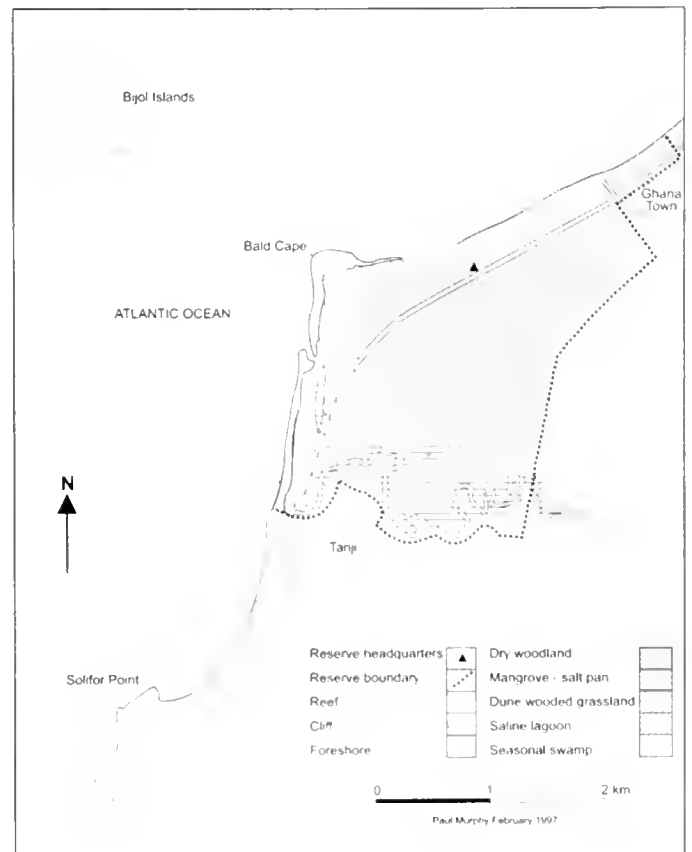 Bijol Islands
Ghana
Town
Bald Cape
ATLANTIC OCEAN
N
Tanji
Solifor Point
Reserve headquarters
Reserve boundary
Reef
Cliff
Foreshore
Dry woodland
Mangrove - salt pan
Dune wooded grassland
Saline lagoon
Seasonal swamp
0 1 2 km
Paul Murphy February 1997